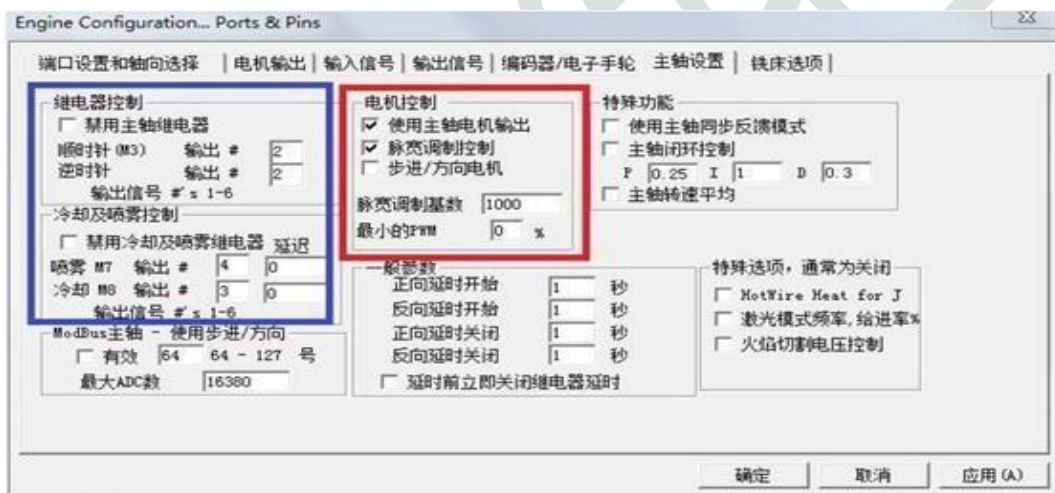 Engine Configuration... Ports & Pins
端口设置和轴向选择 电机输出 输入信号 输出信号 编码器/电子手轮 主轴设置 铣床选项
继电器控制
禁用主轴继电器
顺时针(M3) 输出 # 2
逆时针 输出 # 2
输出信号 #'s 1-6
冷却及喷雾控制
禁用冷却及喷雾继电器 延迟
喷雾 M7 输出 # 4 0
冷却 M8 输出 # 3 0
输出信号 #'s 1-6
ModBus主轴 - 使用步进/方向
有效 64 64 - 127 号
最大ADC数 16380
电机控制
使用主轴电机输出
脉宽调制控制
步进/方向电机
脉宽调制基数 1000
最小的PWM 0 %
一般参数
正向延时开始 1 秒
反向延时开始 1 秒
正向延时关闭 1 秒
反向延时关闭 1 秒
延时前立即关闭继电器延时
特殊功能
使用主轴同步反馈模式
主轴闭环控制
P 0.25 I 1 D 0.3
主轴转速平均
特殊选项,通常为关闭
HotWire Heat for J
激光模式频率,给进率%
火焰切割电压控制
确定 取消 应用(A)